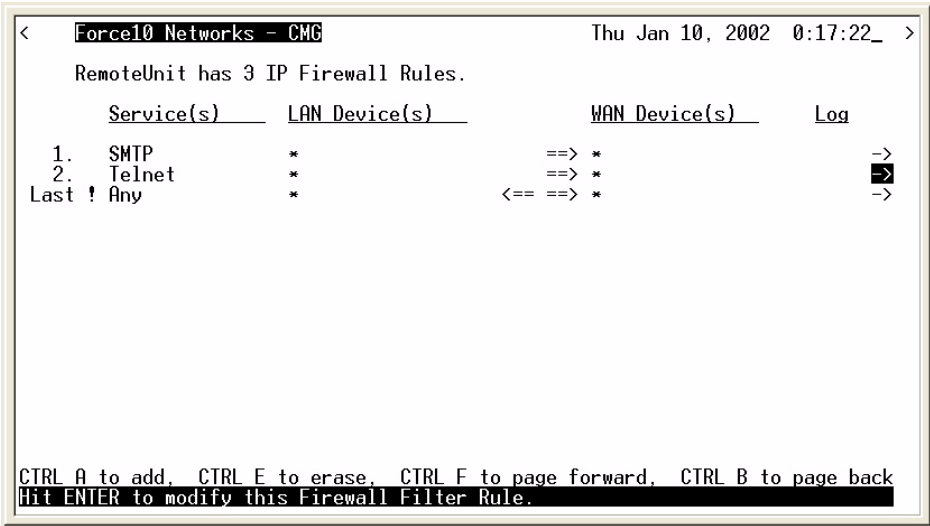 < Force10 Networks - CMG Thu Jan 10, 2002 0:17:22_ >
RemoteUnit has 3 IP Firewall Rules.
Service(s) LAN Device(s) WAN Device(s) Log
1. SMTP * ==> * ->
2. Telnet * ==> * ->
Last ! Any * <== ==> * ->
CTRL A to add, CTRL E to erase, CTRL F to page forward, CTRL B to page back
Hit ENTER to modify this Firewall Filter Rule.